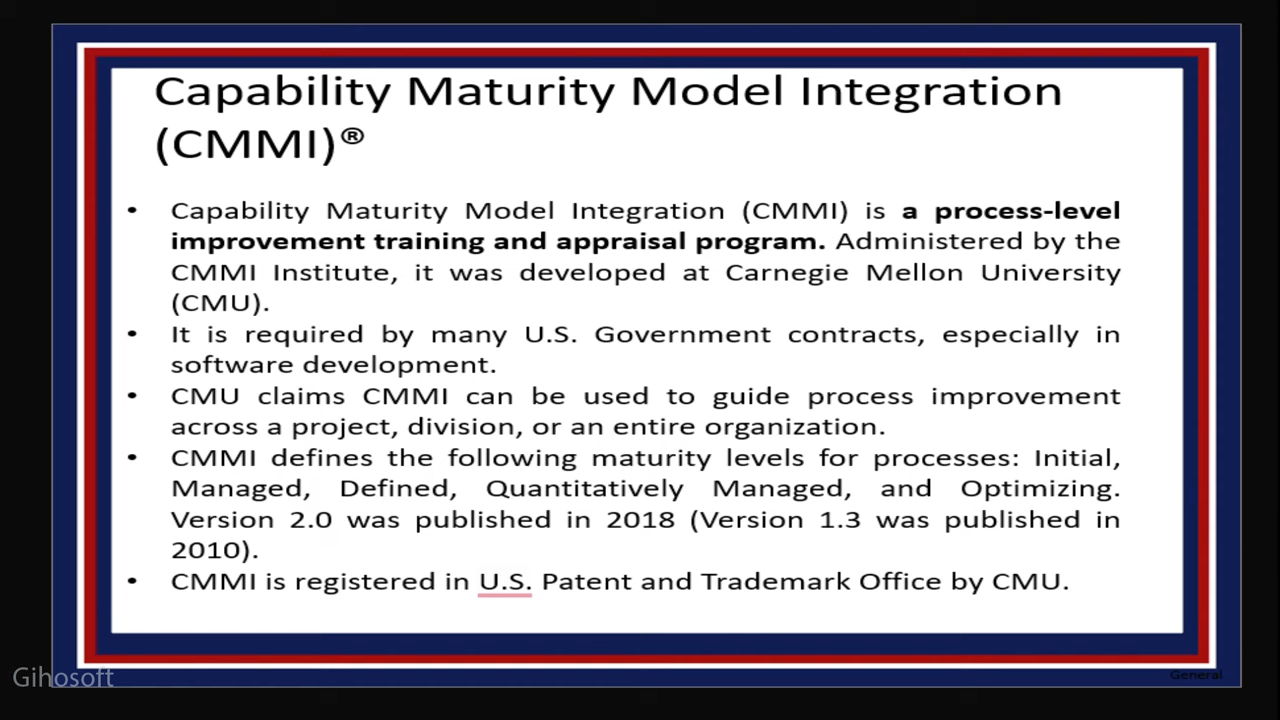 Capability Maturity Model Integration
(CMMI)®
• Capability Maturity Model Integration (CMMI) is a process-level
improvement training and appraisal program. Administered by the
CMMI Institute, it was developed at Carnegie Mellon University
(CMU).
• It is required by many U.S. Government contracts, especially in
software development.
• CMU claims CMMI can be used to guide process improvement
across a project, division, or an entire organization.
• CMMI defines the following maturity levels for processes: Initial,
Managed, Defined, Quantitatively Managed, and Optimizing.
Version 2.0 was published in 2018 (Version 1.3 was published in
2010).
• CMMI is registered in U.S. Patent and Trademark Office by CMU.
Gihosoft
General